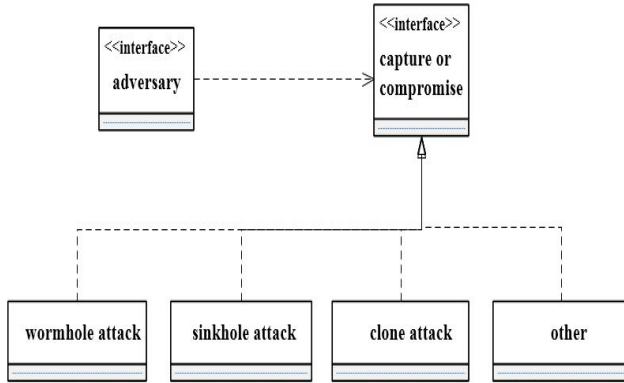 <<interface>>
adversary
<<interface>>
capture or
compromise
wormhole attack
sinkhole attack
clone attack
other